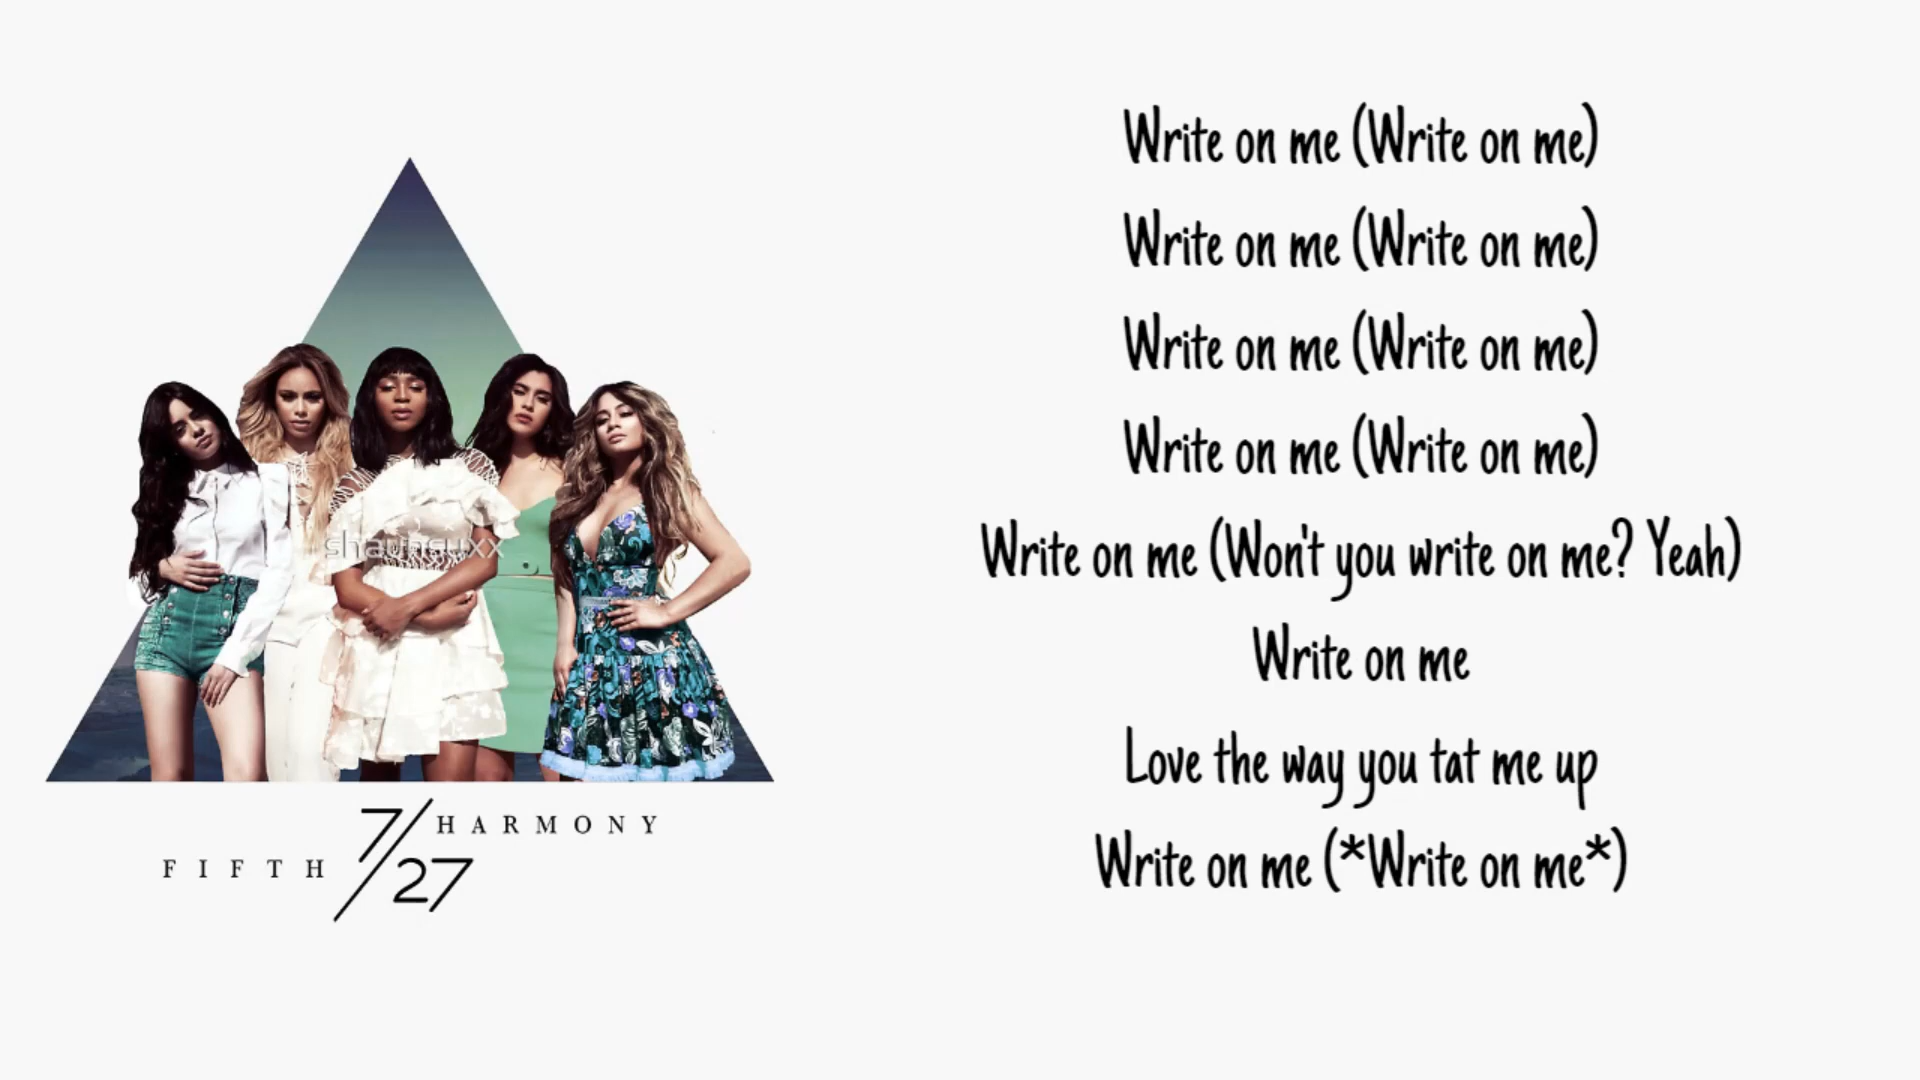 Write on me (Write on me)
Write on me (Write on me)
Write on me (Write on me)
Write on me (Write on me)
Write on me (Won't you write on me? Yeah)
Write on me
Love the way you tat me up
Write on me (*Write on me*)
shaunsuxx
FIFTH 7/27 HARMONY